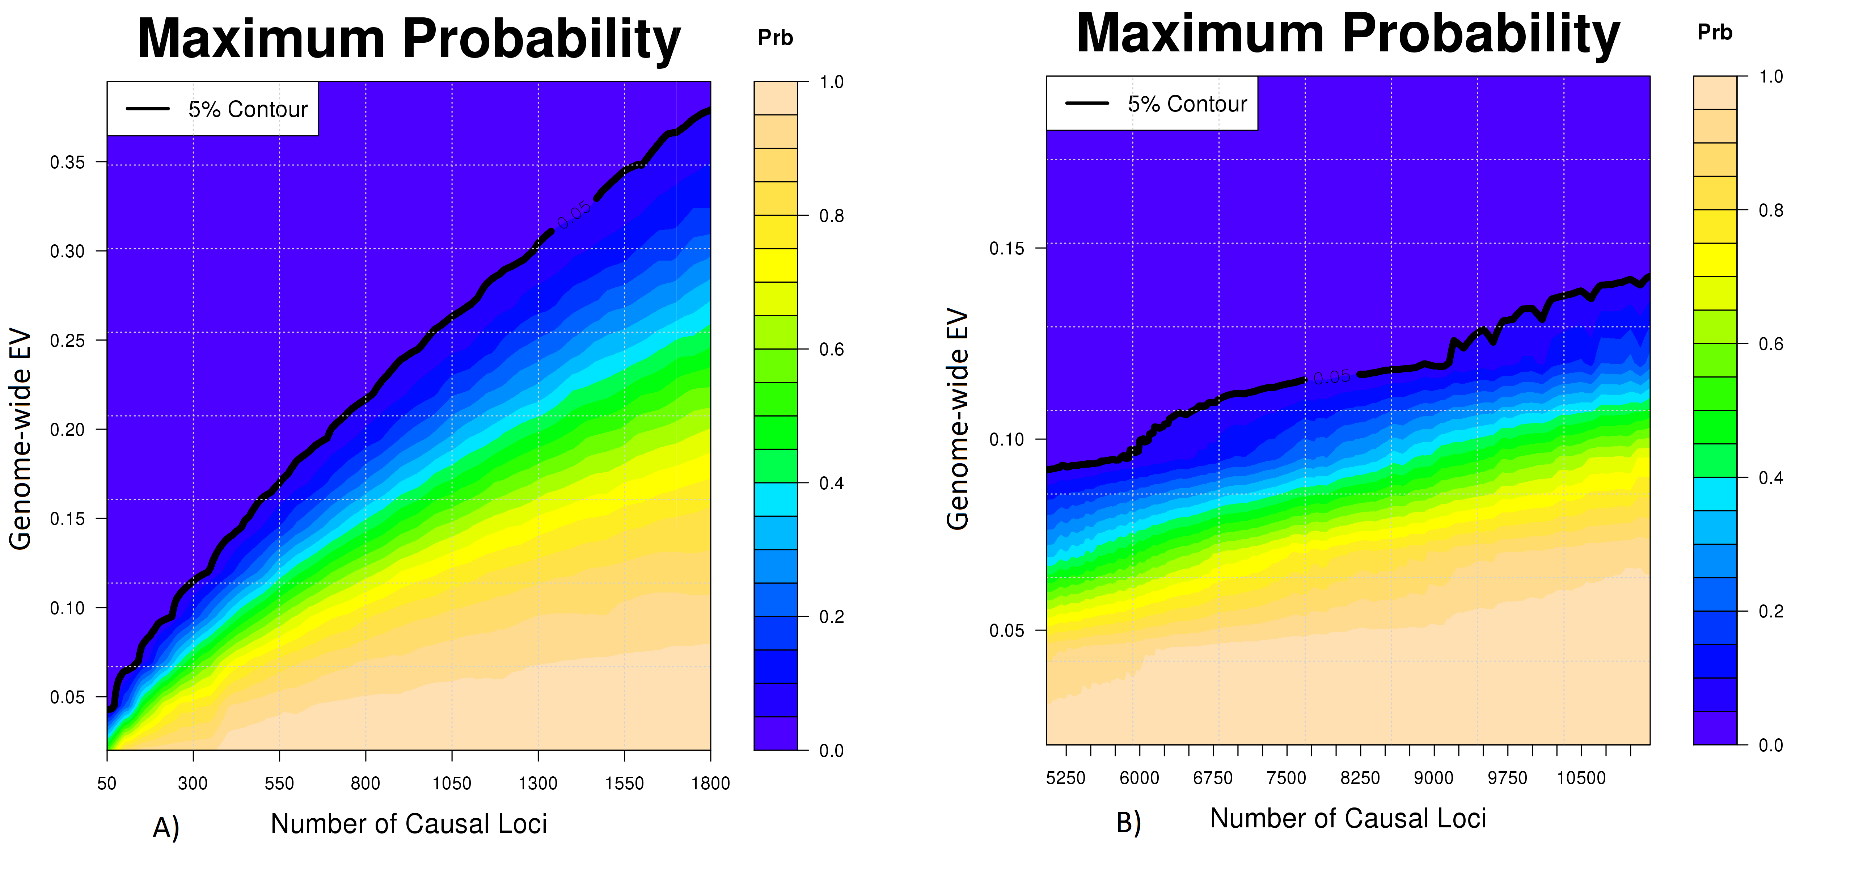 Maximum Probability
Prb
5% Contour
0.05
0.35
0.30
0.25
0.20
0.15
0.10
0.05
1.0
0.8
0.6
0.4
0.2
0.0
Genome-wide EV
50 300 550 800 1050 1300 1550 1800
A) Number of Causal Loci
Maximum Probability
Prb
5% Contour
0.05
0.15
0.10
0.05
1.0
0.8
0.6
0.4
0.2
0.0
Genome-wide EV
5250 6000 6750 7500 8250 9000 9750 10500
B) Number of Causal Loci